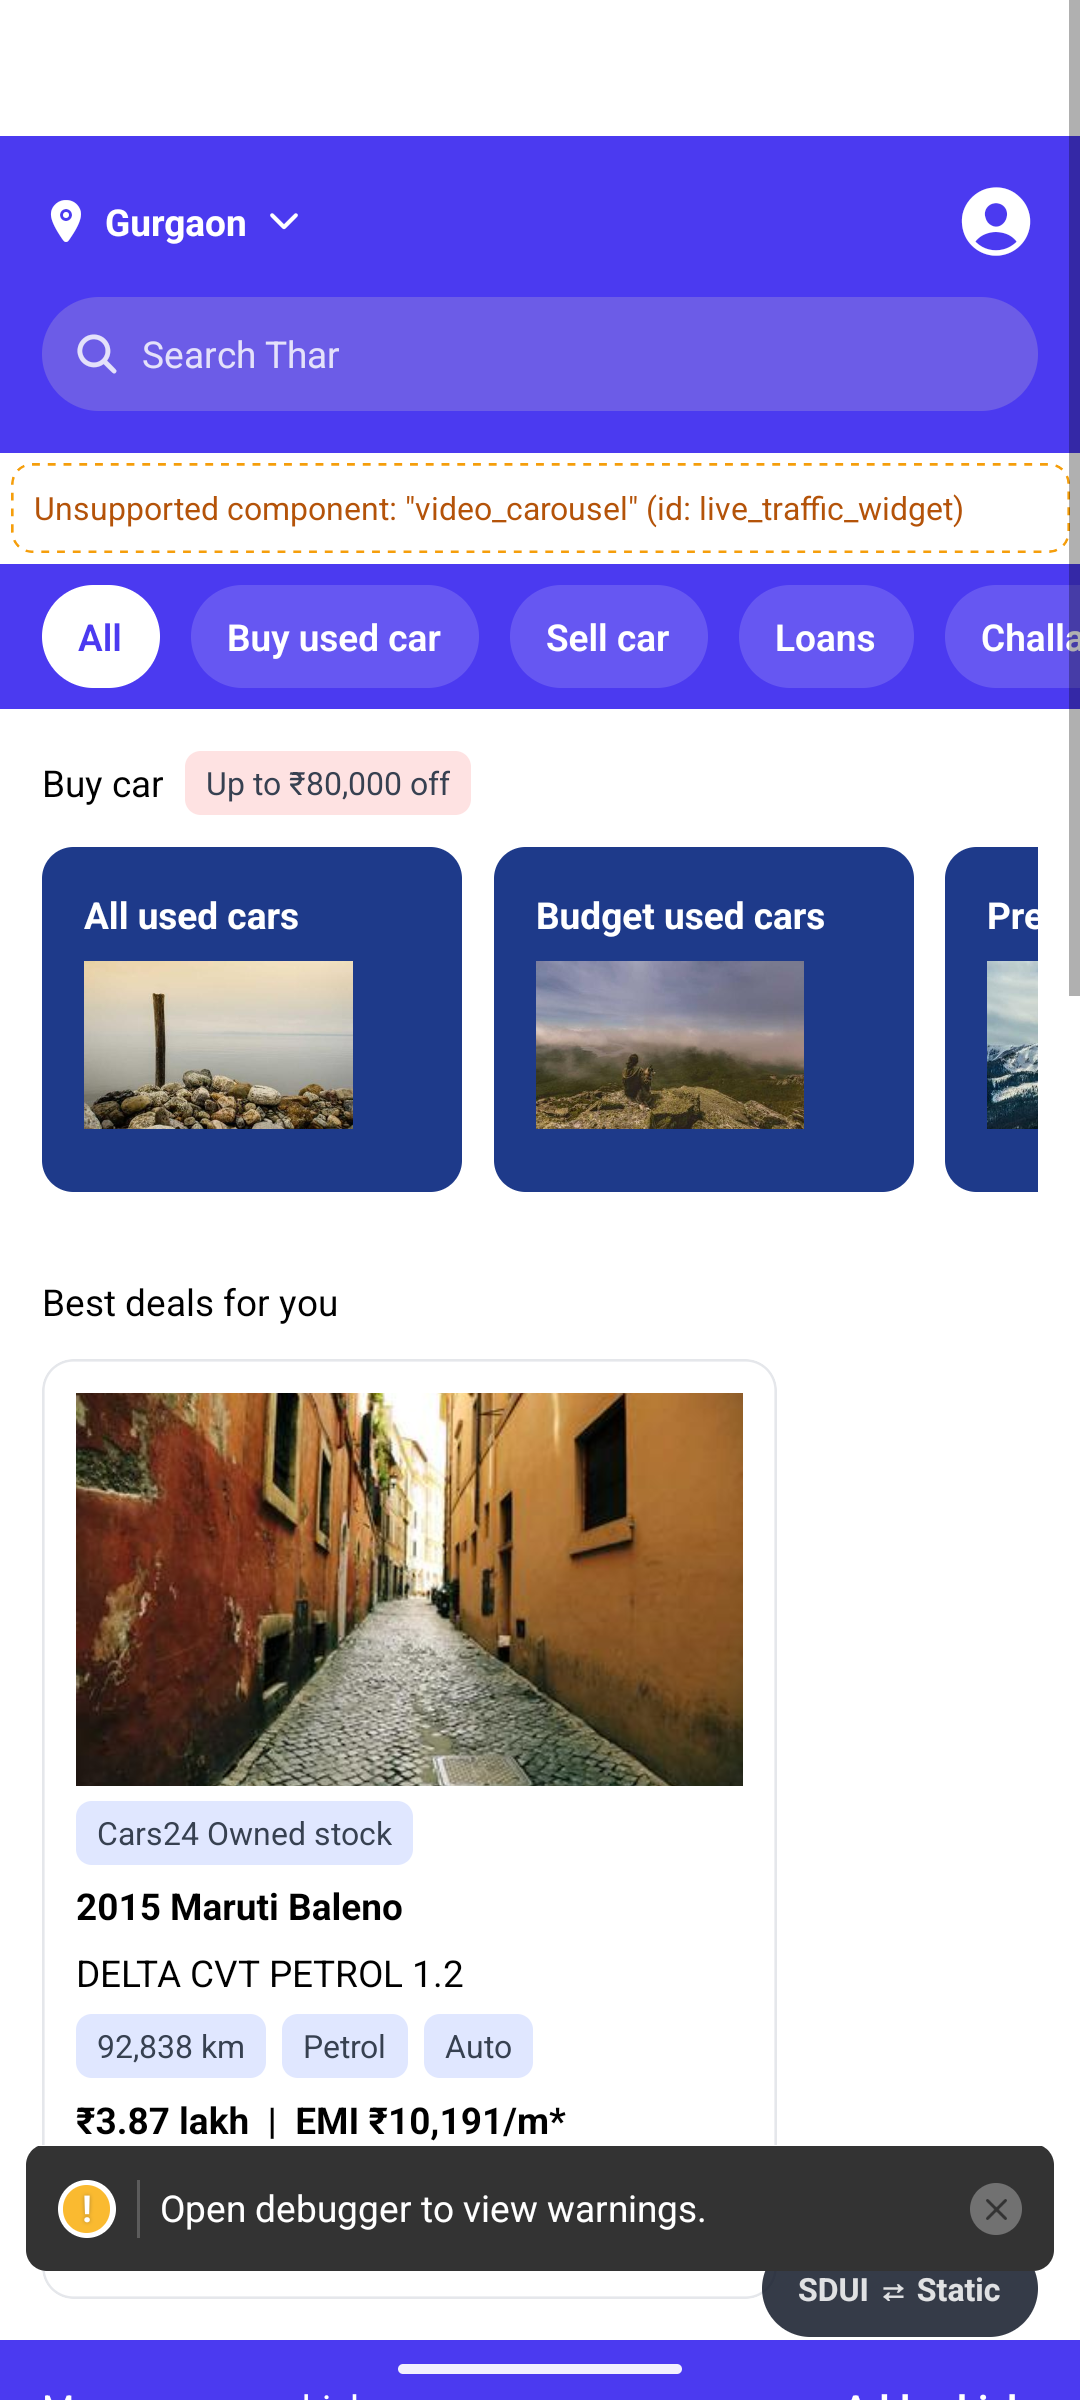 Gurgaon
Search Thar
Unsupported component: "video_carousel" (id: live_traffic_widget)
All
Buy used car
Sell car
Loans
Challa
Buy car
Up to ₹80,000 off
All used cars
Budget used cars
Pre
Best deals for you
Cars24 Owned stock
2015 Maruti Baleno
DELTA CVT PETROL 1.2
92,838 km
Petrol
Auto
₹3.87 lakh | EMI ₹10,191/m*
! Open debugger to view warnings.
SDUI ⇄ Static